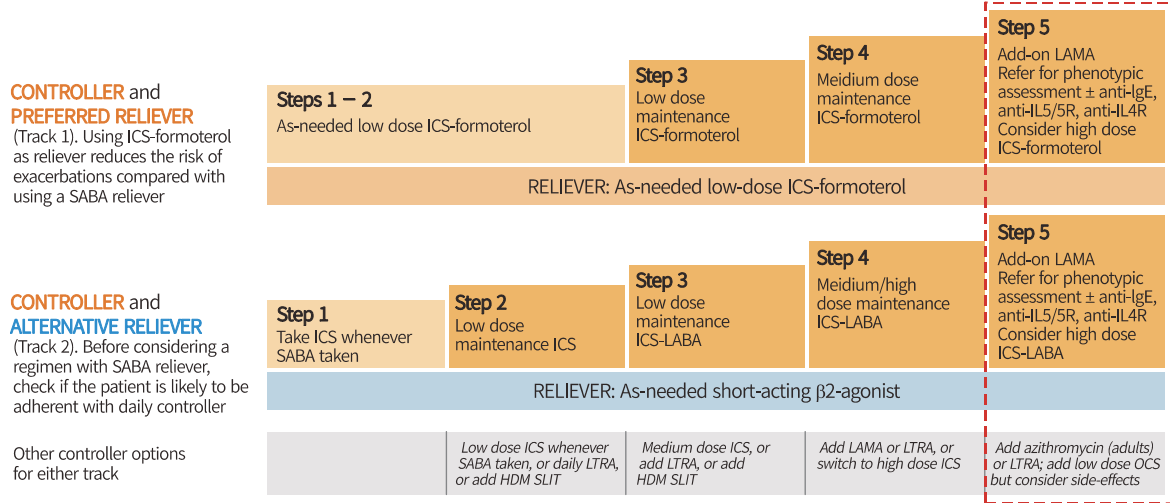 CONTROLLER and
PREFERRED RELIEVER
(Track 1). Using ICS-formoterol
as reliever reduces the risk of
exacerbations compared with
using a SABA reliever
Steps 1 – 2
As-needed low dose ICS-formoterol
Step 3
Low dose
maintenance
ICS-formoterol
Step 4
Meidium dose
maintenance
ICS-formoterol
Step 5
Add-on LAMA
Refer for phenotypic
assessment ± anti-IgE,
anti-IL5/5R, anti-IL4R
Consider high dose
ICS-formoterol
RELIEVER: As-needed low-dose ICS-formoterol
CONTROLLER and
ALTERNATIVE RELIEVER
(Track 2). Before considering a
regimen with SABA reliever,
check if the patient is likely to be
adherent with daily controller
Step 1
Take ICS whenever
SABA taken
Step 2
Low dose
maintenance ICS
Step 3
Low dose
maintenance
ICS-LABA
Step 4
Meidium/high
dose maintenance
ICS-LABA
Step 5
Add-on LAMA
Refer for phenotypic
assessment ± anti-IgE,
anti-IL5/5R, anti-IL4R
Consider high dose
ICS-LABA
RELIEVER: As-needed short-acting β2-agonist
Other controller options
for either track
Low dose ICS whenever
SABA taken, or daily LTRA,
or add HDM SLIT
Medium dose ICS, or
add LTRA, or add
HDM SLIT
Add LAMA or LTRA, or
switch to high dose ICS
Add azithromycin (adults)
or LTRA; add low dose OCS
but consider side-effects